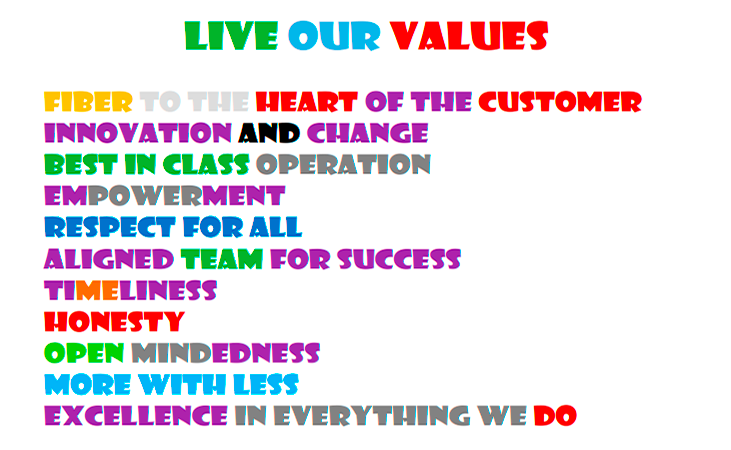 LIVE OUR VALUES
FIBER TO THE HEART OF THE CUSTOMER
INNOVATION AND CHANGE
BEST IN CLASS OPERATION
EMPOWERMENT
RESPECT FOR ALL
ALIGNED TEAM FOR SUCCESS
TIMELINESS
HONESTY
OPEN MINDEDNESS
MORE WITH LESS
EXCELLENCE IN EVERYTHING WE DO